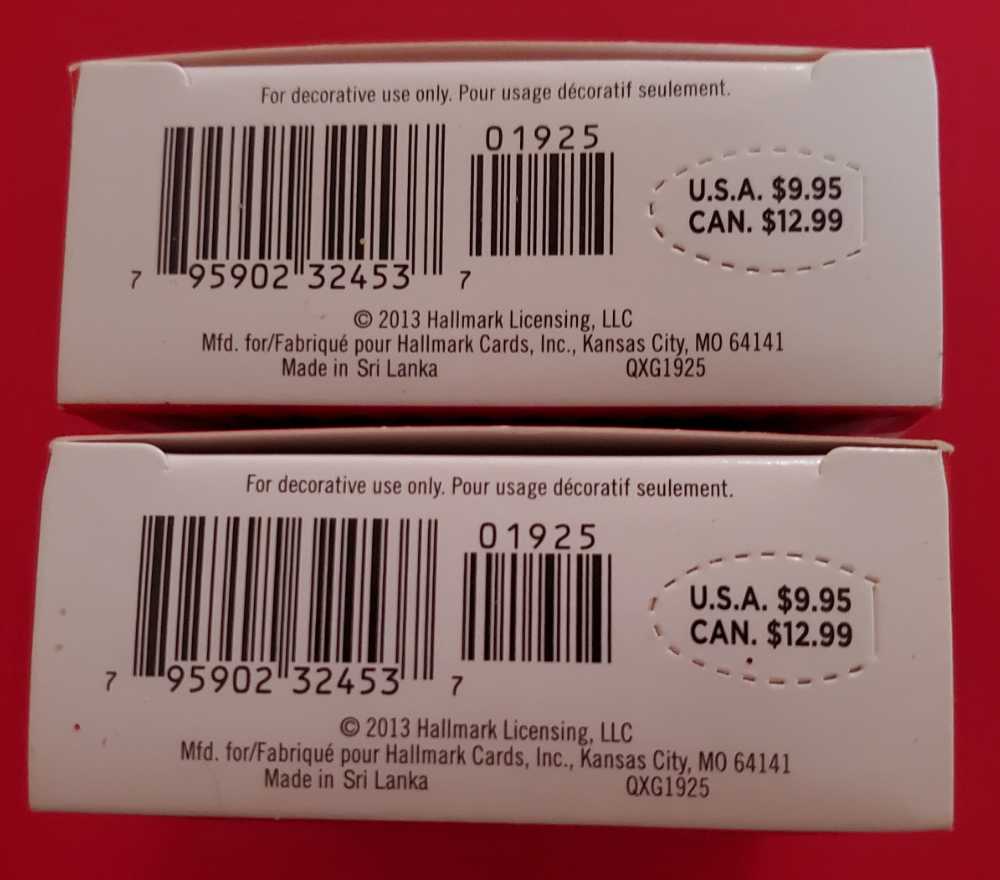 For decorative use only. Pour usage décoratif seulement.
01925
U.S.A. $9.95
CAN. $12.99
7 95902 32453 7
© 2013 Hallmark Licensing, LLC
Mfd. for/Fabriqué pour Hallmark Cards, Inc., Kansas City, MO 64141
Made in Sri Lanka QXG1925
For decorative use only. Pour usage décoratif seulement.
01925
U.S.A. $9.95
CAN. $12.99
7 95902 32453 7
© 2013 Hallmark Licensing, LLC
Mfd. for/Fabriqué pour Hallmark Cards, Inc., Kansas City, MO 64141
Made in Sri Lanka QXG1925